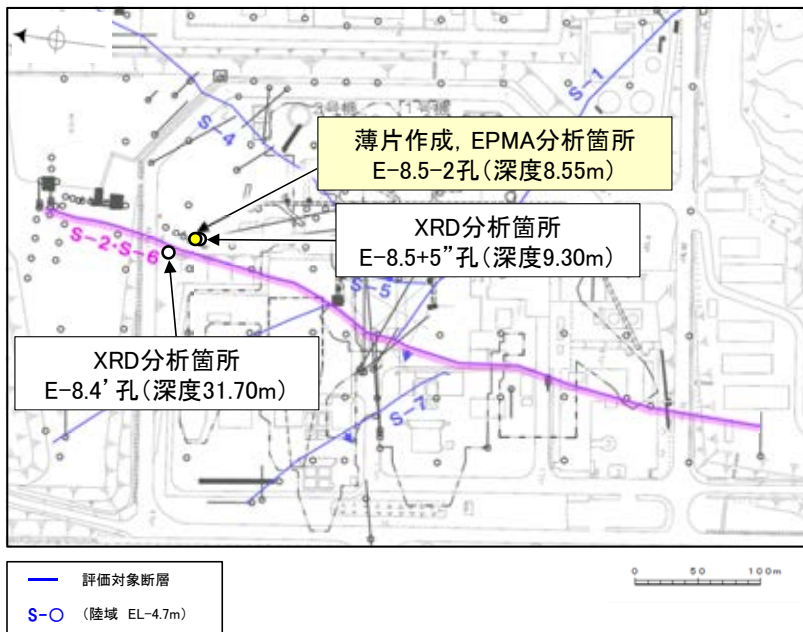 S-1
S-4
薄片作成, EPMA分析箇所
E-8.5-2孔(深度8.55m)
XRD分析箇所
E-8.5+5”孔(深度9.30m)
S-2・S-6
S-5
XRD分析箇所
E-8.4’孔(深度31.70m)
S-7
0 50 100m
評価対象断層
S-○ (陸域 EL-4.7m)